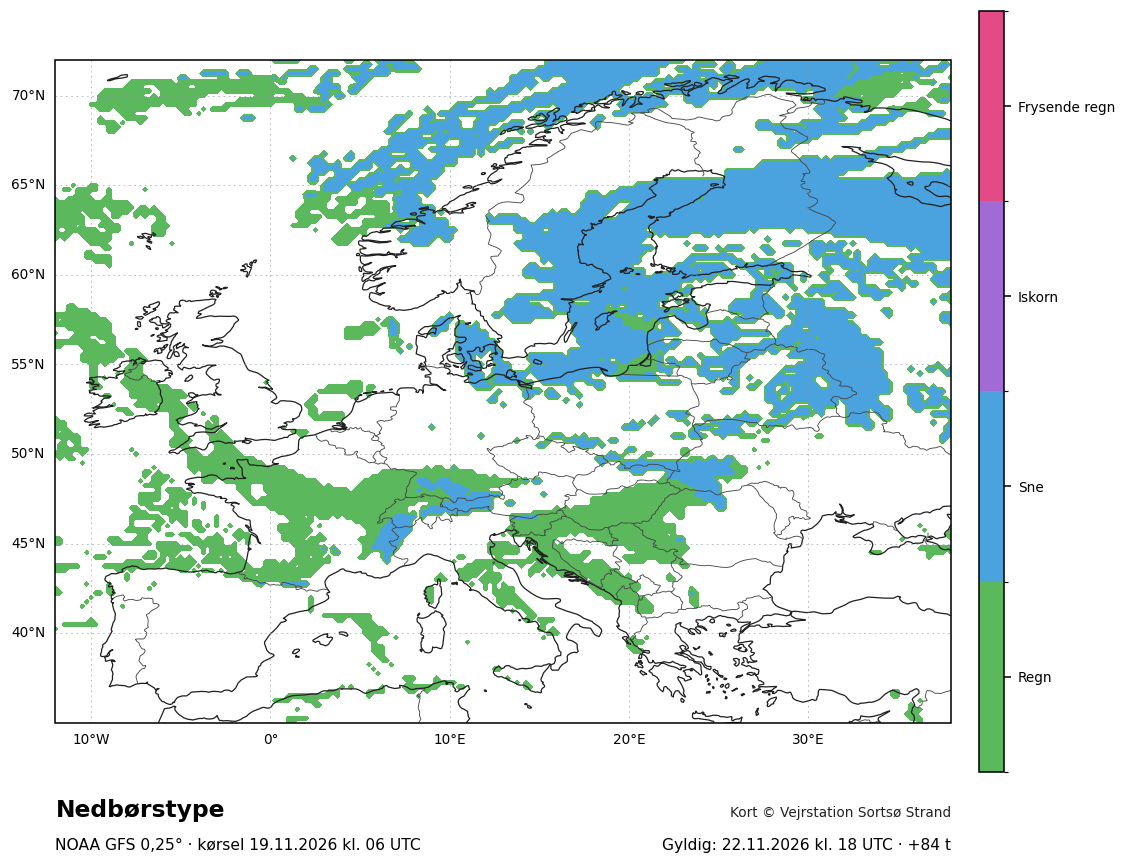 70°N
65°N
60°N
55°N
50°N
45°N
40°N
10°W
0°
10°E
20°E
30°E
Frysende regn
Iskorn
Sne
Regn
Nedbørstype
Kort © Vejrstation Sortsø Strand
NOAA GFS 0,25° · kørsel 19.11.2026 kl. 06 UTC
Gyldig: 22.11.2026 kl. 18 UTC · +84 t